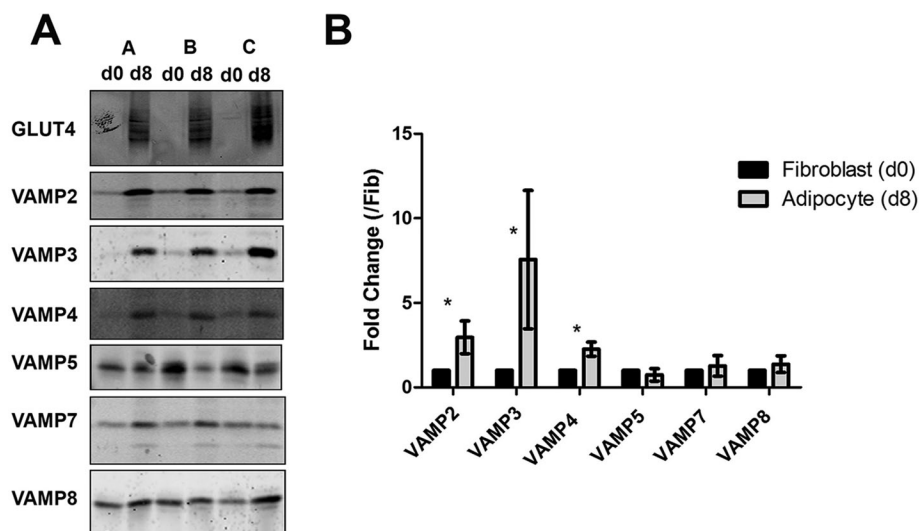 A
B
A B C
d0 d8 d0 d8 d0 d8
GLUT4
VAMP2
VAMP3
VAMP4
VAMP5
VAMP7
VAMP8
15
10
5
0
Fold Change (/Fib)
*
*
*
VAMP2
VAMP3
VAMP4
VAMP5
VAMP7
VAMP8
Fibroblast (d0)
Adipocyte (d8)